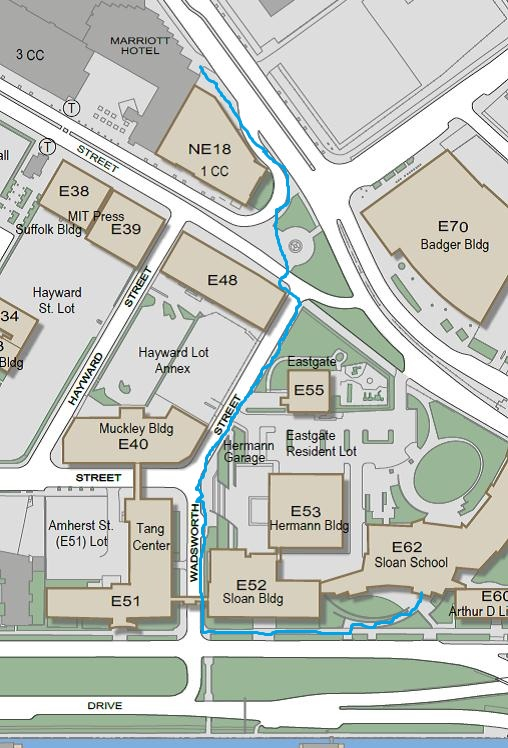 MARRIOTT
HOTEL
3 CC
T
T
NE18
1 CC
STREET
all
E38
MIT Press
Suffolk Bldg
E39
E70
Badger Bldg
E48
STREET
Hayward
St. Lot
34
Bldg
HAYWARD
Hayward Lot
Annex
Eastgate
E55
STREET
Muckley Bldg
E40
Hermann
Garage
Eastgate
Resident Lot
STREET
WADSWORTH
E53
Hermann Bldg
Amherst St.
(E51) Lot
Tang
Center
E62
Sloan School
E51
E52
Sloan Bldg
E60
Arthur D Li
DRIVE